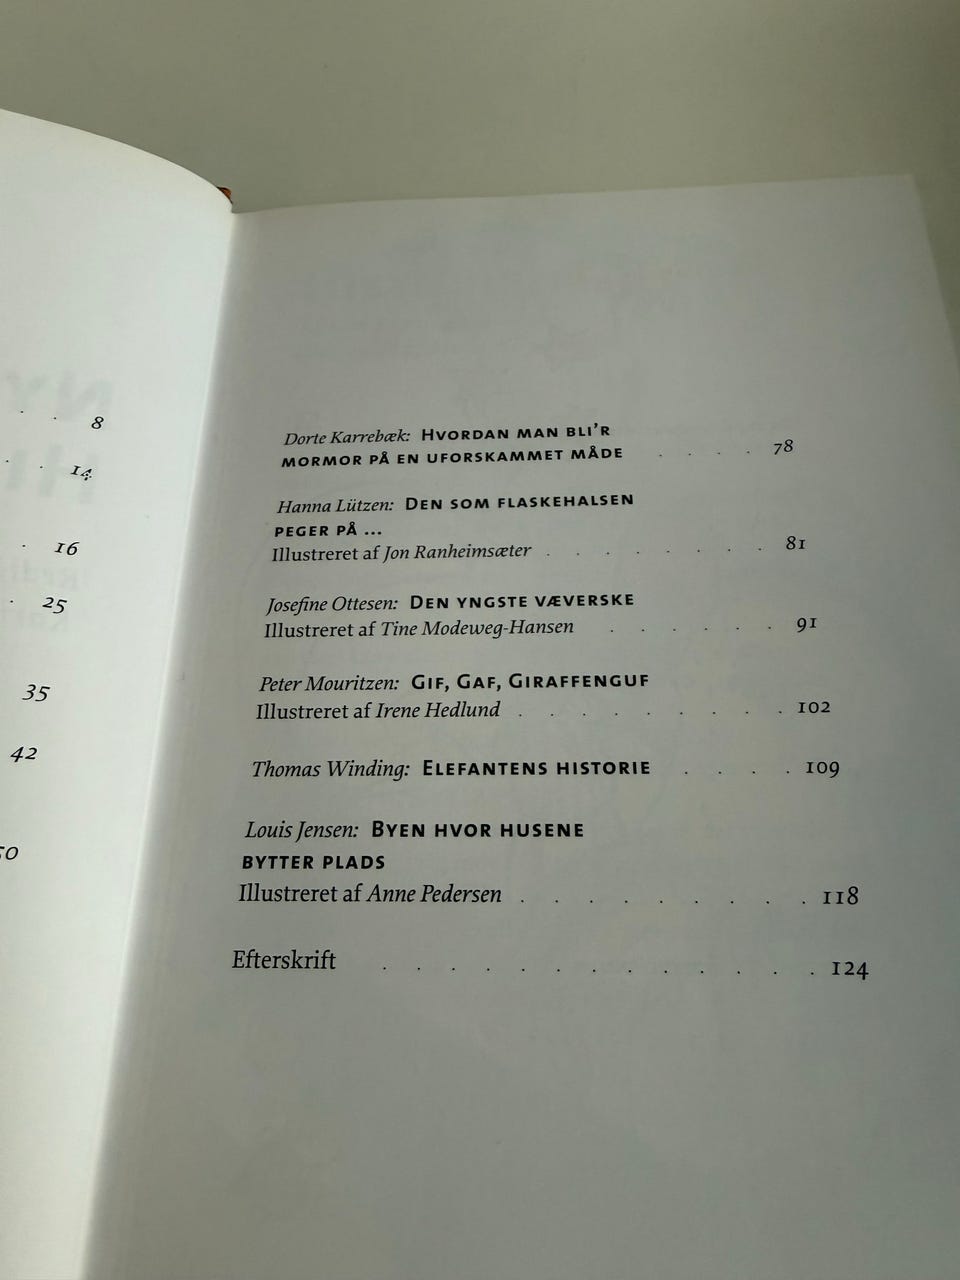 8
14
16
25
35
42
50
Dorte Karrebæk: HVORDAN MAN BLI'R
MORMOR PÅ EN UFORSKAMMET MÅDE . . . . 78
Hanna Lützen: DEN SOM FLASKEHALSEN
PEGER PÅ ...
Illustreret af Jon Ranheimsæter . . . . . . . 81
Josefine Ottesen: DEN YNGSTE VÆVERSKE
Illustreret af Tine Modeweg-Hansen . . . . . . 91
Peter Mouritzen: GIF, GAF, GIRAFFENGUF
Illustreret af Irene Hedlund . . . . . . . . . 102
Thomas Winding: ELEFANTENS HISTORIE . . . . 109
Louis Jensen: BYEN HVOR HUSENE
BYTTER PLADS
Illustreret af Anne Pedersen . . . . . . . . . 118
Efterskrift . . . . . . . . . . . . . 124